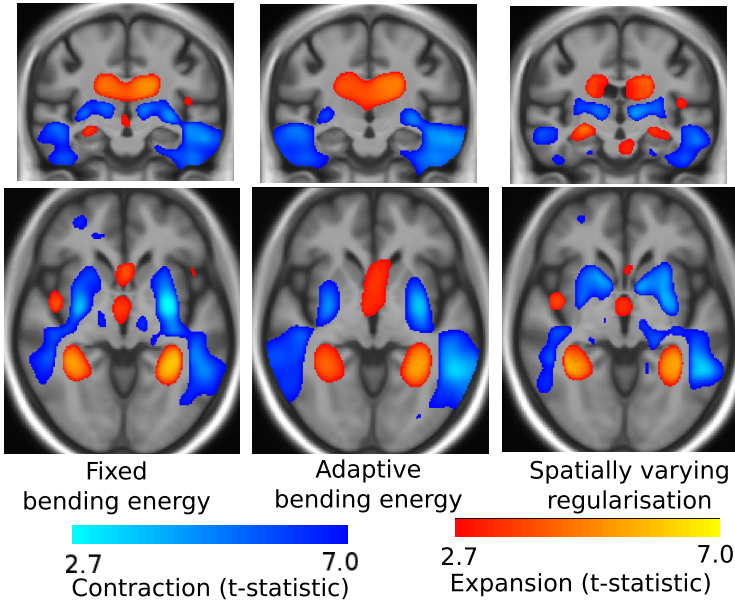 Fixed
bending energy
Adaptive
bending energy
Spatially varying
regularisation
2.7 7.0
Contraction (t-statistic)
2.7 7.0
Expansion (t-statistic)